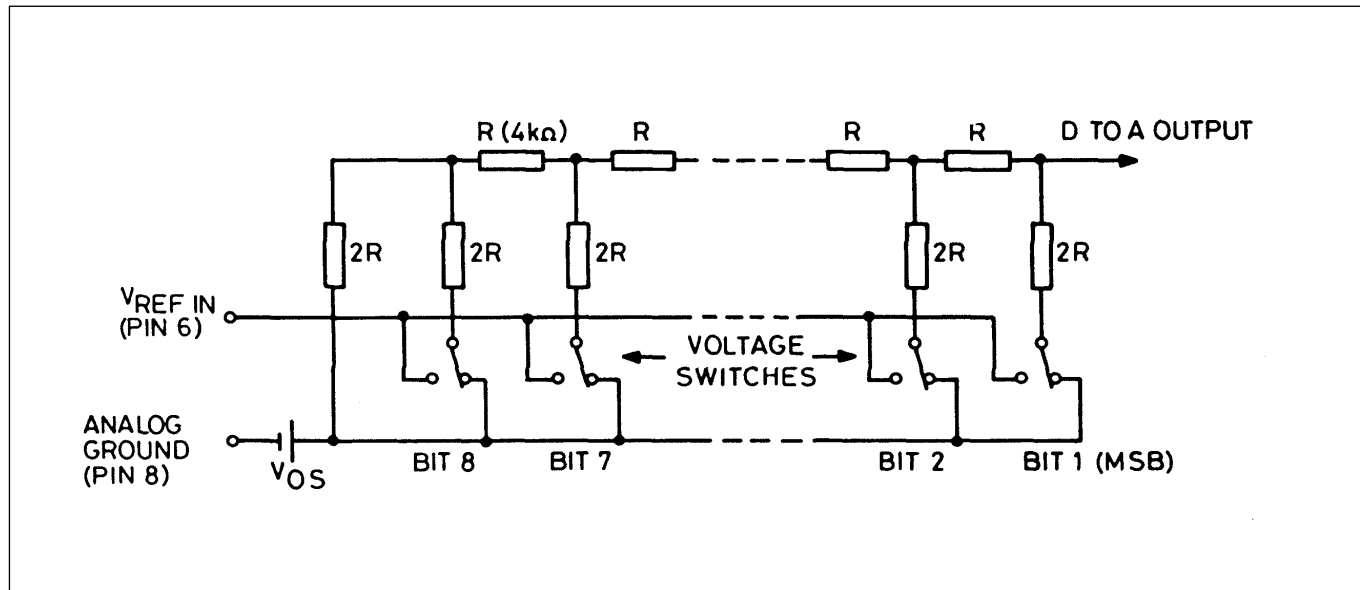 R (4kΩ) R R R D TO A OUTPUT
2R 2R 2R 2R 2R
VREF IN
(PIN 6)
VOLTAGE
SWITCHES
ANALOG
GROUND
(PIN 8)
VOS
BIT 8 BIT 7 BIT 2 BIT 1 (MSB)